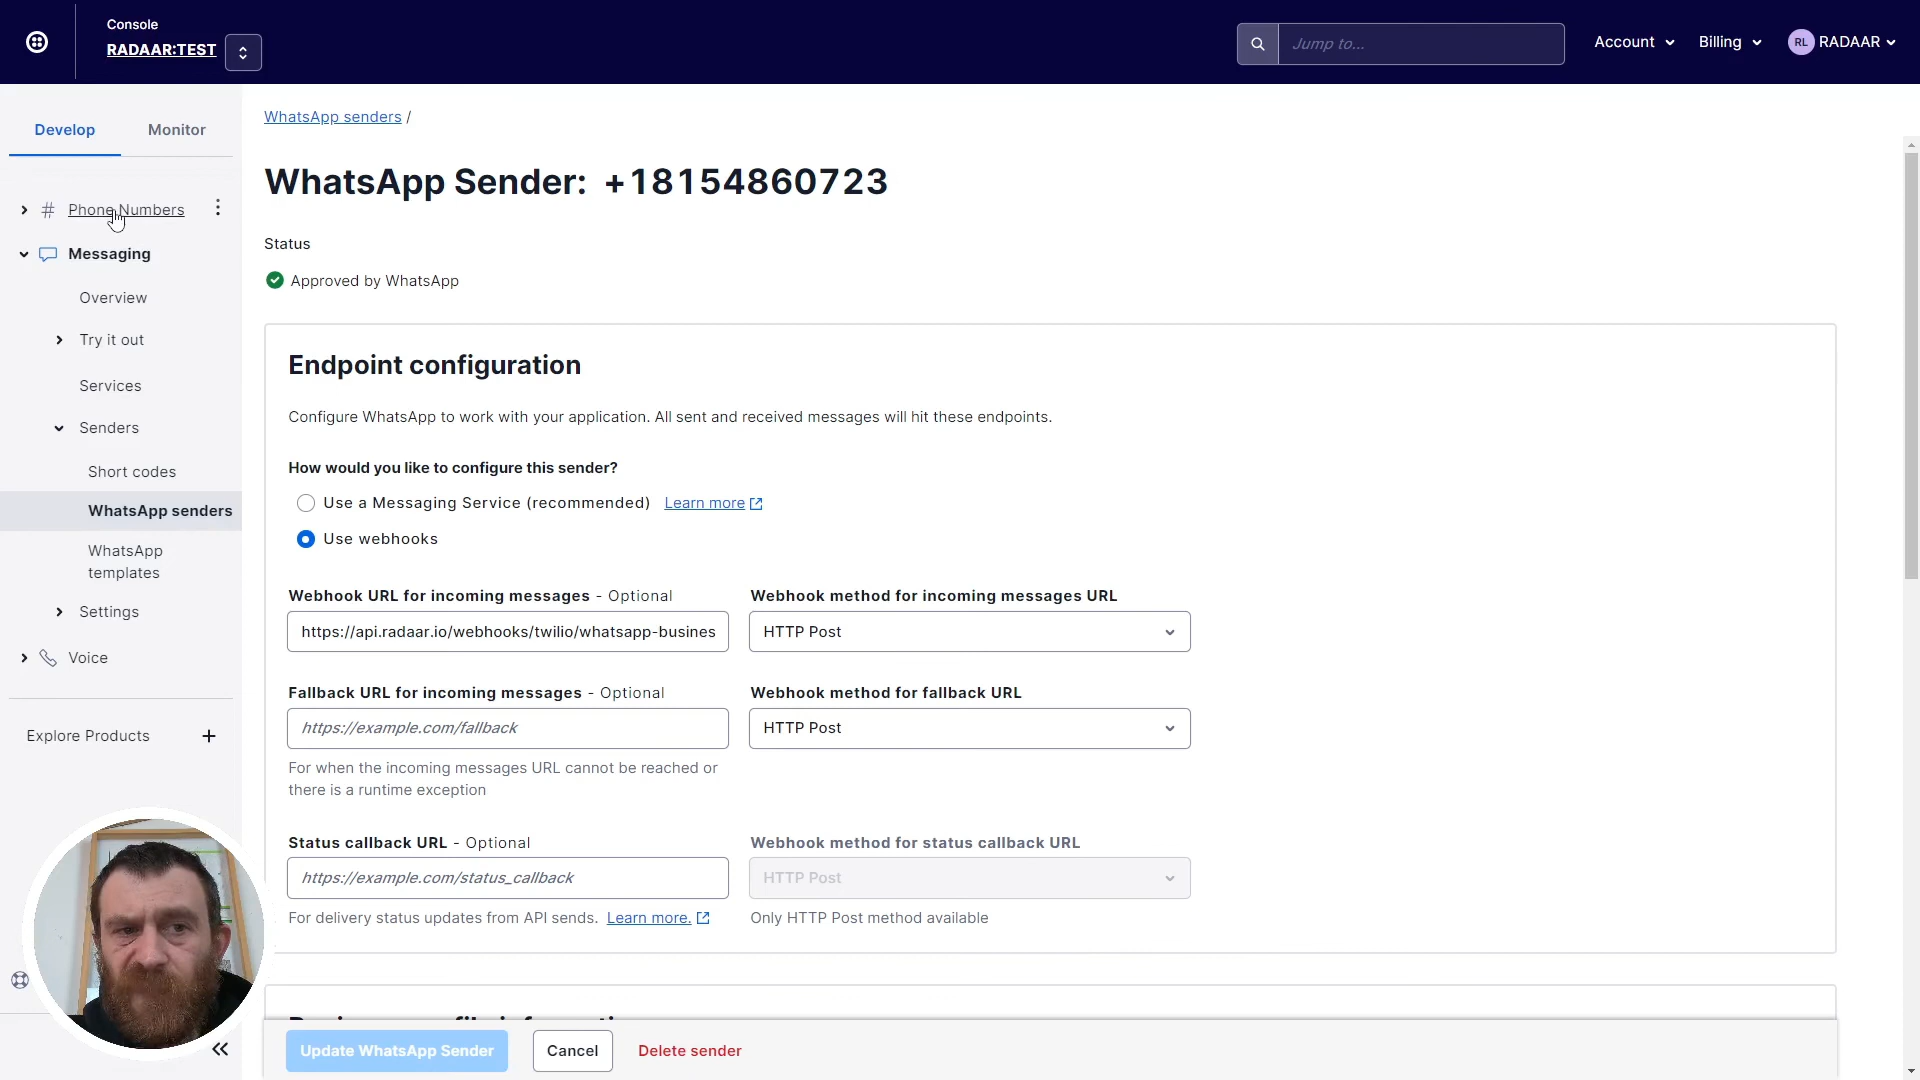 Console
RADAAR:TEST
Jump to...
Account
Billing
RL RADAAR
Develop
Monitor
WhatsApp senders /
WhatsApp Sender: +18154860723
# Phone Numbers
Messaging
Status
Approved by WhatsApp
Overview
Try it out
Services
Senders
Short codes
WhatsApp senders
WhatsApp
templates
Settings
Voice
Explore Products
Endpoint configuration
Configure WhatsApp to work with your application. All sent and received messages will hit these endpoints.
How would you like to configure this sender?
Use a Messaging Service (recommended) Learn more
Use webhooks
Webhook URL for incoming messages - Optional
Webhook method for incoming messages URL
https://api.radaar.io/webhooks/twilio/whatsapp-busines
HTTP Post
Fallback URL for incoming messages - Optional
Webhook method for fallback URL
https://example.com/fallback
HTTP Post
For when the incoming messages URL cannot be reached or
there is a runtime exception
Status callback URL - Optional
Webhook method for status callback URL
https://example.com/status_callback
HTTP Post
For delivery status updates from API sends. Learn more.
Only HTTP Post method available
Update WhatsApp Sender
Cancel
Delete sender